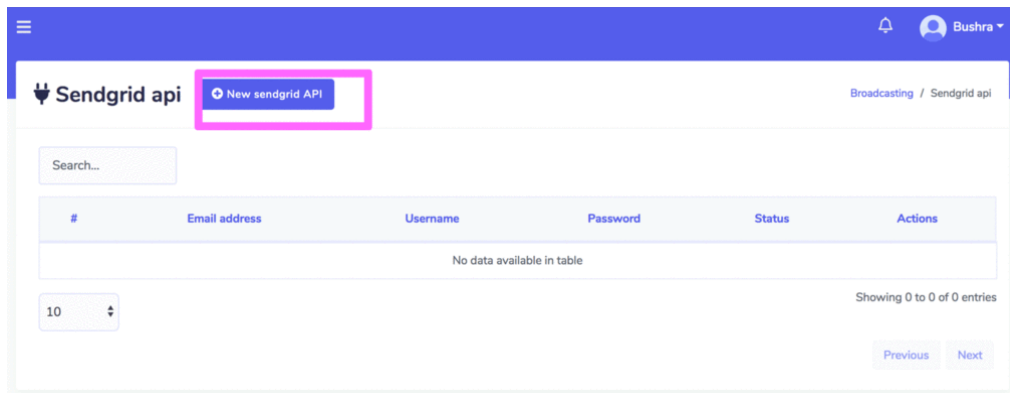 Bushra
Sendgrid api
New sendgrid API
Broadcasting / Sendgrid api
Search...
# Email address Username Password Status Actions
No data available in table
10
Showing 0 to 0 of 0 entries
Previous Next